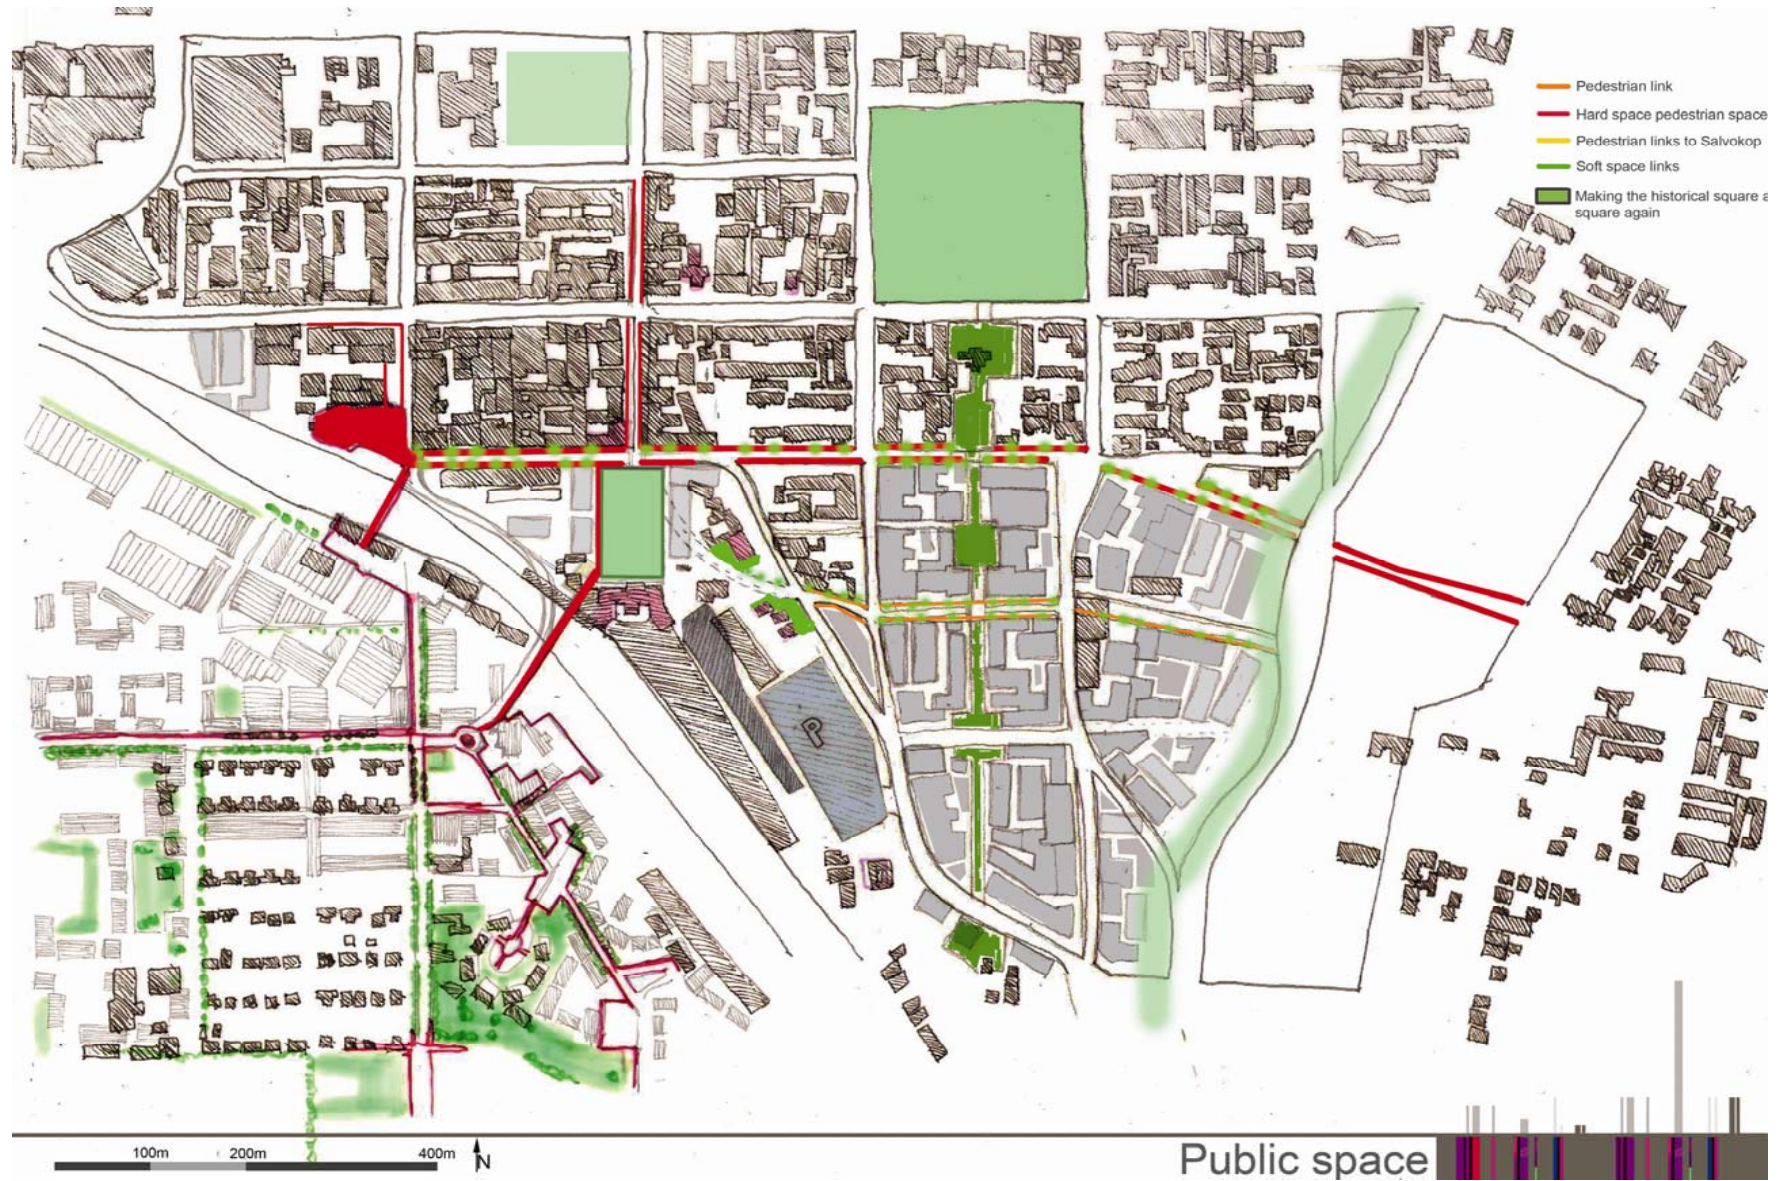 Pedestrian link
Hard space pedestrian space
Pedestrian links to Salvokop
Soft space links
Making the historical square a
square again
P
100m
200m
400m
N
Public space